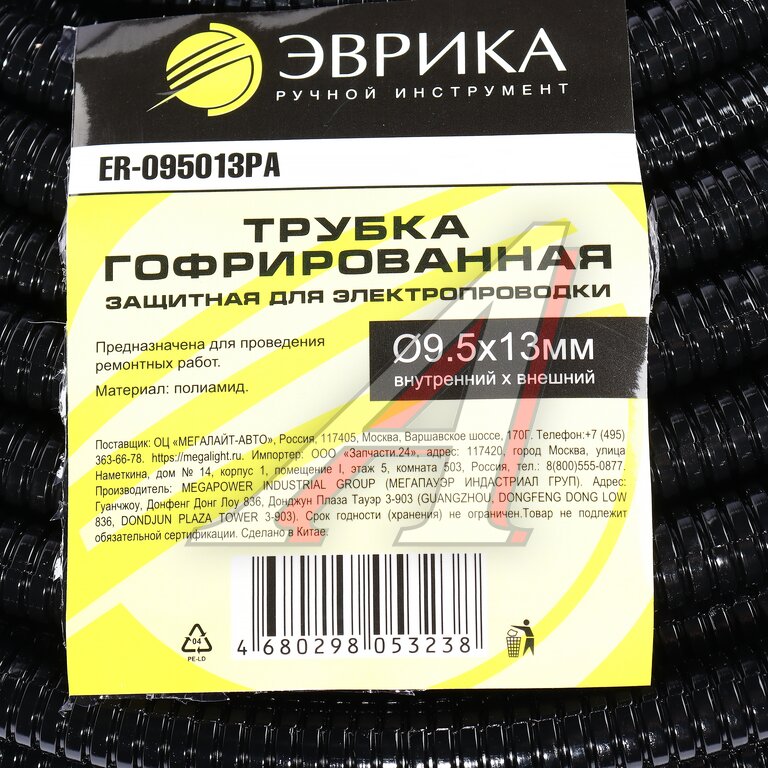 ЭВРИКА
РУЧНОЙ ИНСТРУМЕНТ
ER-095013PA
ТРУБКА
ГОФРИРОВАННАЯ
ЗАЩИТНАЯ ДЛЯ ЭЛЕКТРОПРОВОДКИ
Предназначена для проведения
ремонтных работ.
Материал: полиамид.
Ø9.5x13мм
внутренний х внешний
Поставщик: ОЦ «МЕГАЛАЙТ-АВТО», Россия, 117405, Москва, Варшавское шоссе, 170Г. Телефон:+7 (495)
363-66-78. https://megalight.ru. Импортер: ООО «Запчасти.24», адрес: 117420, город Москва, улица
Наметкина, дом № 14, корпус 1, помещение I, этаж 5, комната 503, Россия, тел.: 8(800)555-0877.
Производитель: MEGAPOWER INDUSTRIAL GROUP (МЕГАПАУЭР ИНДАСТРИАЛ ГРУП). Адрес:
Гуанчжоу, Донфенг Донг Лоу 836, Донджун Плаза Тауэр 3-903 (GUANGZHOU, DONGFENG DONG LOW
836, DONDJUN PLAZA TOWER 3-903). Срок годности (хранения) не ограничен.Товар не подлежит
обязательной сертификации. Сделано в Китае.
04
PE-LD
4 680298 053238